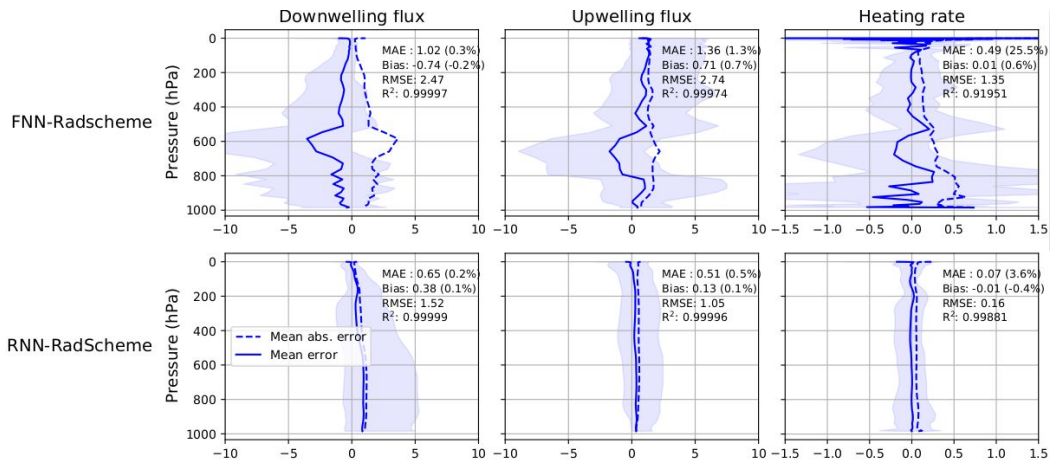 Downwelling flux
Upwelling flux
Heating rate
FNN-Radscheme
Pressure (hPa)
0
200
400
600
800
1000
MAE : 1.02 (0.3%)
Bias: -0.74 (-0.2%)
RMSE: 2.47
R²: 0.99997
−10 −5 0 5 10
MAE : 1.36 (1.3%)
Bias: 0.71 (0.7%)
RMSE: 2.74
R²: 0.99974
−10 −5 0 5 10
MAE : 0.49 (25.5%)
Bias: 0.01 (0.6%)
RMSE: 1.35
R²: 0.91951
−1.5 −1.0 −0.5 0.0 0.5 1.0 1.5
RNN-RadScheme
Pressure (hPa)
0
200
400
600
800
1000
MAE : 0.65 (0.2%)
Bias: 0.38 (0.1%)
RMSE: 1.52
R²: 0.99999
Mean abs. error
Mean error
−10 −5 0 5 10
MAE : 0.51 (0.5%)
Bias: 0.13 (0.1%)
RMSE: 1.05
R²: 0.99996
−10 −5 0 5 10
MAE : 0.07 (3.6%)
Bias: -0.01 (-0.4%)
RMSE: 0.16
R²: 0.99881
−1.5 −1.0 −0.5 0.0 0.5 1.0 1.5